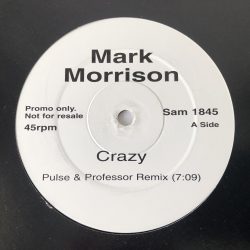 Mark
Morrison
Promo only.
Not for resale
45rpm
Sam 1845
A Side
Crazy
Pulse & Professor Remix (7:09)